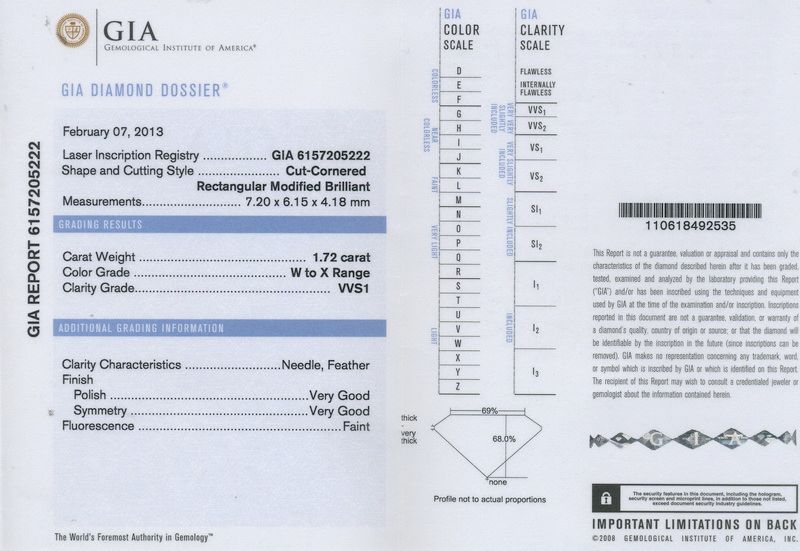 GIA REPORT 6157205222
GIA
GEMOLOGICAL INSTITUTE OF AMERICA®
GIA DIAMOND DOSSIER®
February 07, 2013
Laser Inscription Registry .................. GIA 6157205222
Shape and Cutting Style ....................... Cut-Cornered
Rectangular Modified Brilliant
Measurements......................... 7.20 x 6.15 x 4.18 mm
GRADING RESULTS
Carat Weight ................................................ 1.72 carat
Color Grade ........................................ W to X Range
Clarity Grade................................................... VVS1
ADDITIONAL GRADING INFORMATION
Clarity Characteristics .......................Needle, Feather
Finish
Polish ..................................................Very Good
Symmetry .............................................Very Good
Fluorescence ..................................................... Faint
The World's Foremost Authority in Gemology™
GIA
COLOR
SCALE
COLORLESS
NEAR
COLORLESS
FAINT
VERY LIGHT
LIGHT
D
E
F
G
H
I
J
K
L
M
N
O
P
Q
R
S
T
U
V
W
X
Y
Z
GIA
CLARITY
SCALE
FLAWLESS
INTERNALLY
FLAWLESS
VERY VERY
SLIGHTLY
INCLUDED
VVS1
VVS2
VERY SLIGHTLY
INCLUDED
VS1
VS2
SLIGHTLY INCLUDED
SI1
SI2
INCLUDED
I1
I2
I3
69%
thick
-
very
thick
68.0%
none
Profile not to actual proportions
110618492535
This Report is not a guarantee, valuation or appraisal and contains only the
characteristics of the diamond described herein after it has been graded,
tested, examined and analyzed by the laboratory providing this Report
("GIA") and/or has been inscribed using the techniques and equipment
used by GIA at the time of the examination and/or inscription. Inscriptions
reported in this document are not a guarantee, validation, or warranty of
a diamond's quality, country of origin or source; or that the diamond will
be identifiable by the inscription in the future (since inscriptions can be
removed). GIA makes no representation concerning any trademark, word,
or symbol which is inscribed by GIA or which is identified on this Report.
The recipient of this Report may wish to consult a credentialed jeweler or
gemologist about the information contained herein.
GIA
The security features in this document, including the hologram,
security screen and microprint lines, in addition to those not listed,
exceed document security industry guidelines.
IMPORTANT LIMITATIONS ON BACK
©2008 GEMOLOGICAL INSTITUTE OF AMERICA, INC.